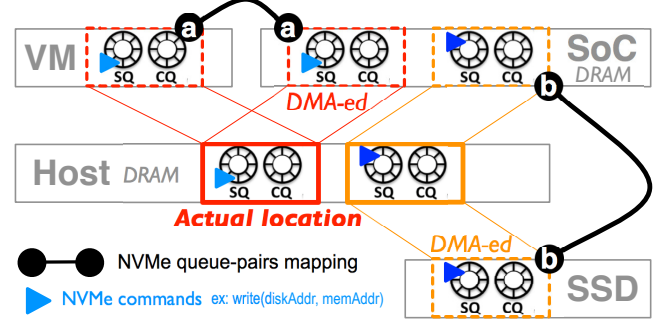 a a
VM SQ CQ SQ CQ SQ CQ SoC
DRAM
DMA-ed b
Host DRAM SQ CQ SQ CQ
Actual location
DMA-ed
NVMe queue-pairs mapping b
NVMe commands ex: write(diskAddr, memAddr)
SQ CQ SSD